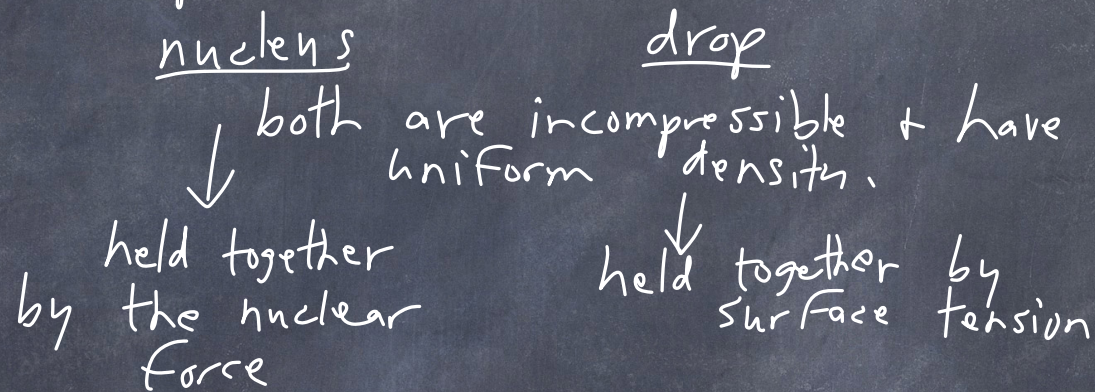 nucleus drop
both are incompressible + have
uniform density.
held together
by the nuclear
force
held together by
surface tension